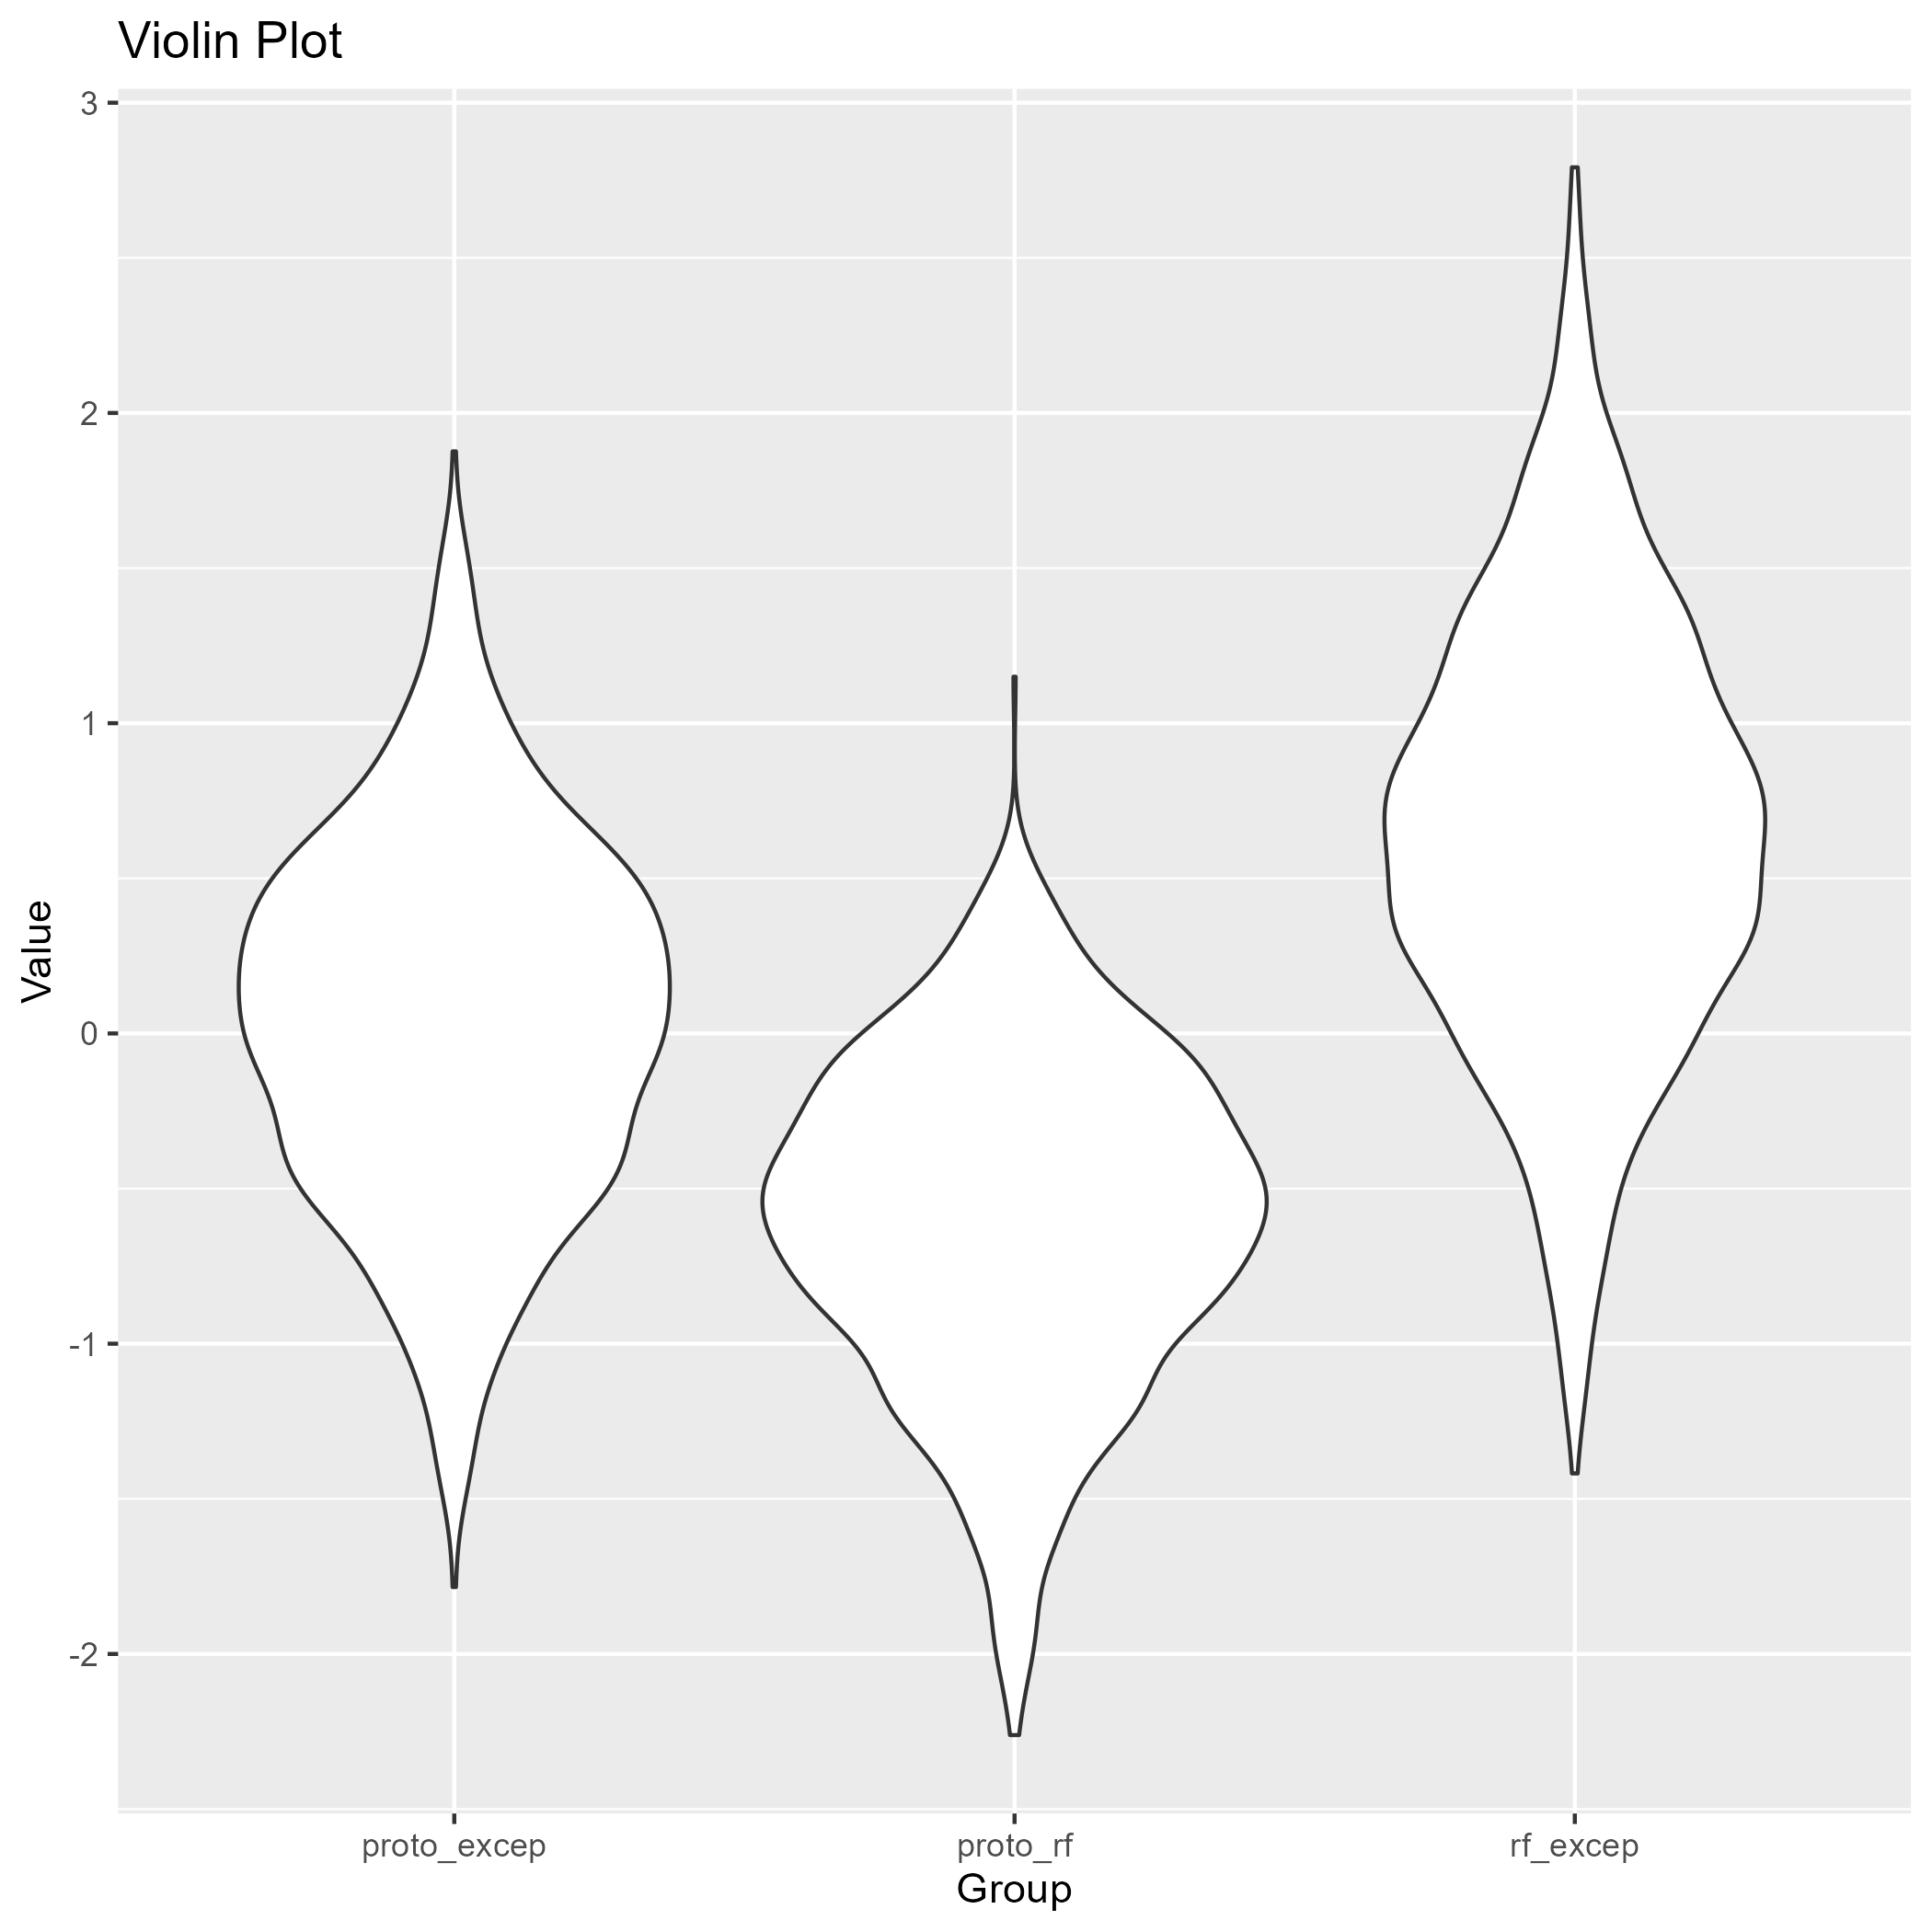 Violin Plot
3
2
1
0
-1
-2
Value
proto_excep
proto_rf
rf_excep
Group